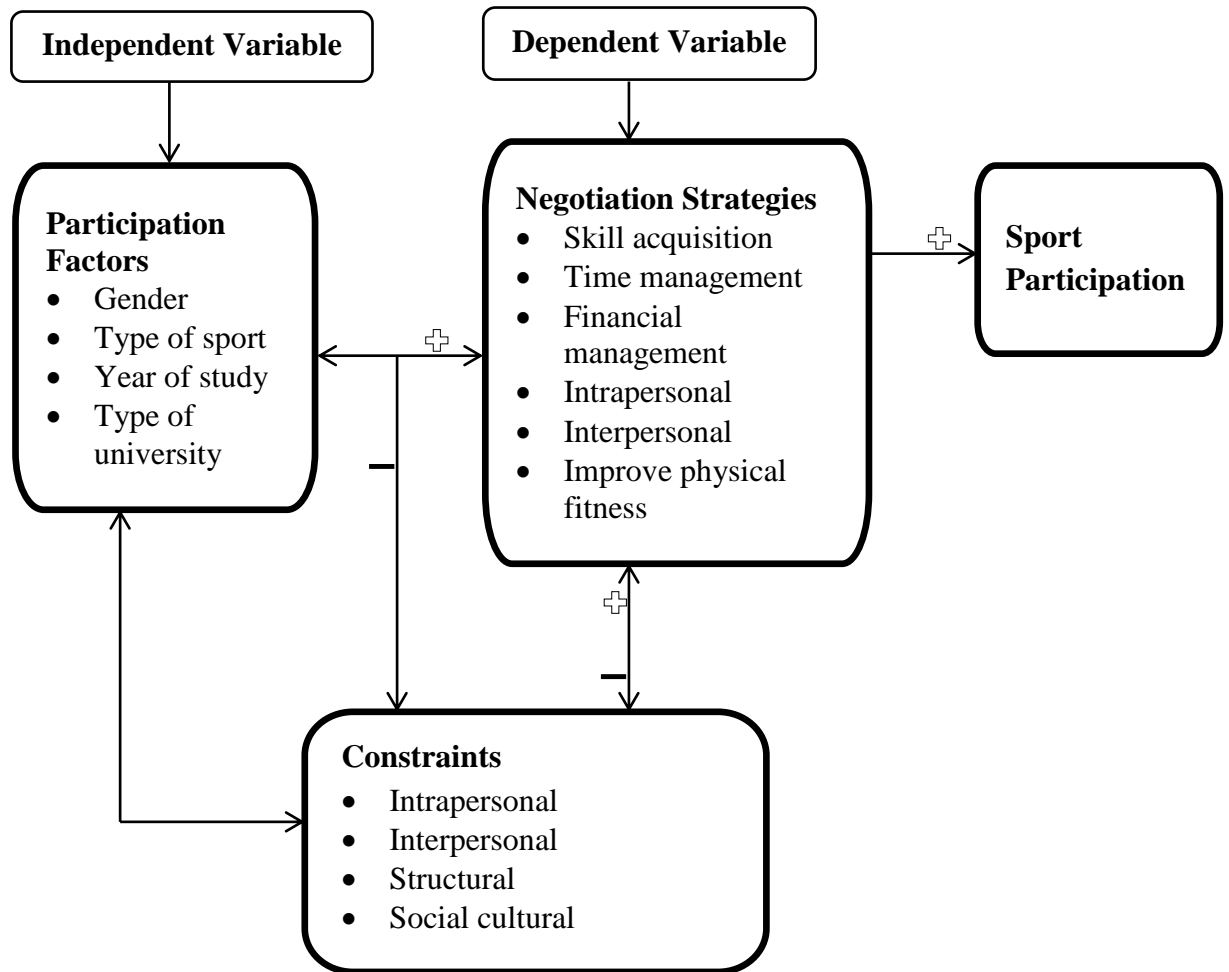 Independent Variable
Dependent Variable
Participation
Factors
• Gender
• Type of sport
• Year of study
• Type of
university
Negotiation Strategies
• Skill acquisition
• Time management
• Financial
management
• Intrapersonal
• Interpersonal
• Improve physical
fitness
Sport
Participation
Constraints
• Intrapersonal
• Interpersonal
• Structural
• Social cultural